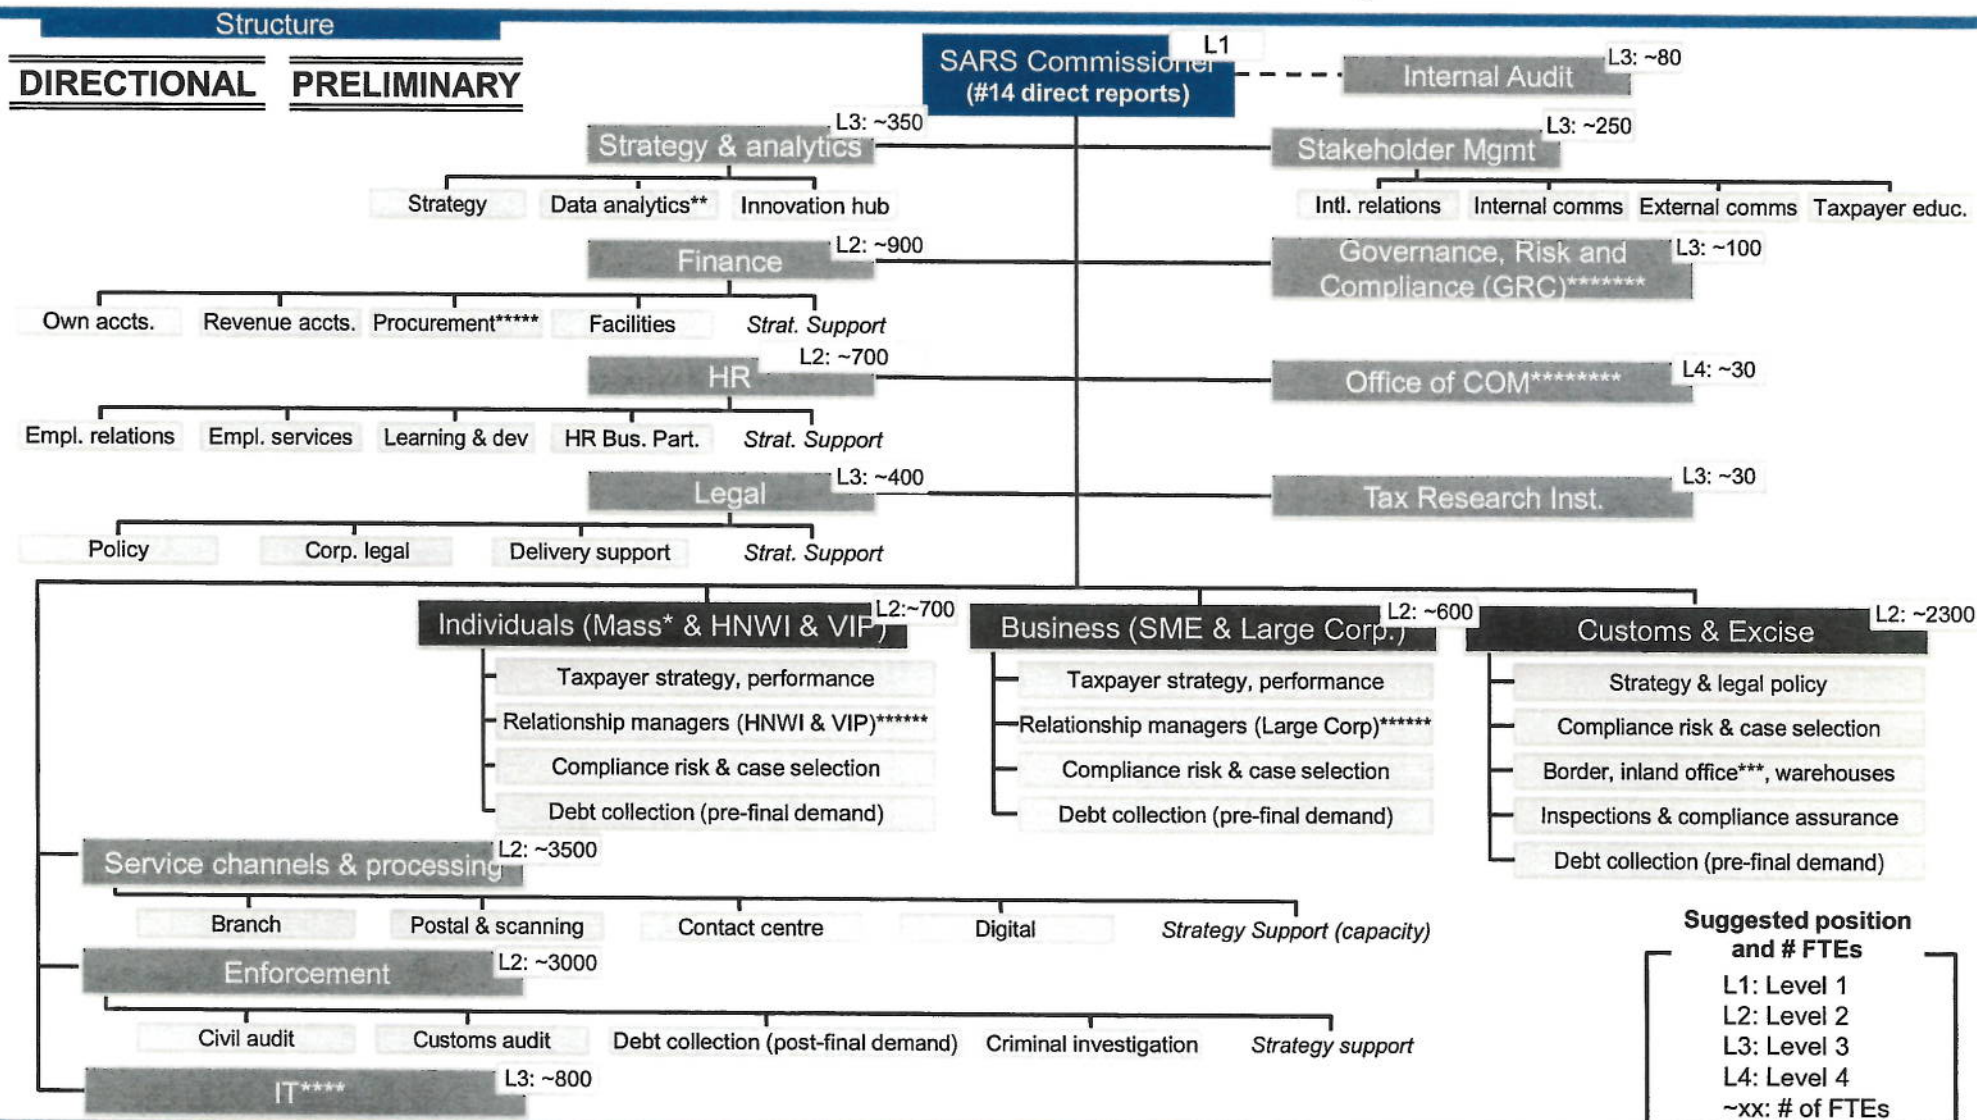 Structure
DIRECTIONAL PRELIMINARY
L1
SARS Commissioner
(#14 direct reports)
Internal Audit
L3: ~80
Strategy & analytics
L3: ~350
Strategy
Data analytics**
Innovation hub
Stakeholder Mgmt
L3: ~250
Intl. relations
Internal comms
External comms
Taxpayer educ.
Finance
L2: ~900
Own accts.
Revenue accts.
Procurement*****
Facilities
Strat. Support
Governance, Risk and
Compliance (GRC)*******
L3: ~100
HR
L2: ~700
Empl. relations
Empl. services
Learning & dev
HR Bus. Part.
Strat. Support
Office of COM********
L4: ~30
Legal
L3: ~400
Policy
Corp. legal
Delivery support
Strat. Support
Tax Research Inst.
L3: ~30
Individuals (Mass* & HNWI & VIP)
L2:~700
Taxpayer strategy, performance
Relationship managers (HNWI & VIP)******
Compliance risk & case selection
Debt collection (pre-final demand)
Business (SME & Large Corp.)
L2: ~600
Taxpayer strategy, performance
Relationship managers (Large Corp)******
Compliance risk & case selection
Debt collection (pre-final demand)
Customs & Excise
L2: ~2300
Strategy & legal policy
Compliance risk & case selection
Border, inland office***, warehouses
Inspections & compliance assurance
Debt collection (pre-final demand)
Service channels & processing
L2: ~3500
Branch
Postal & scanning
Contact centre
Digital
Strategy Support (capacity)
Enforcement
L2: ~3000
Civil audit
Customs audit
Debt collection (post-final demand)
Criminal investigation
Strategy support
IT****
L3: ~800
Suggested position
and # FTEs
L1: Level 1
L2: Level 2
L3: Level 3
L4: Level 4
~xx: # of FTEs